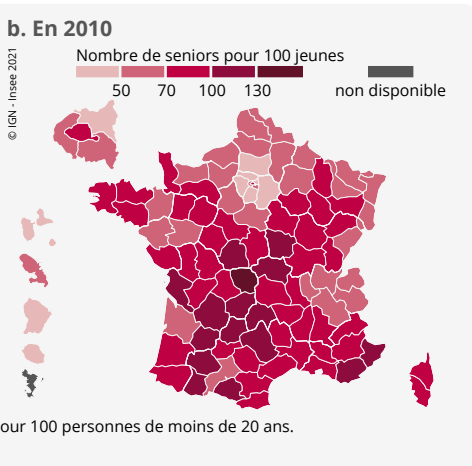 b. En 2010
© IGN - Insee 2021
Nombre de seniors pour 100 jeunes
50 70 100 130
non disponible
our 100 personnes de moins de 20 ans.